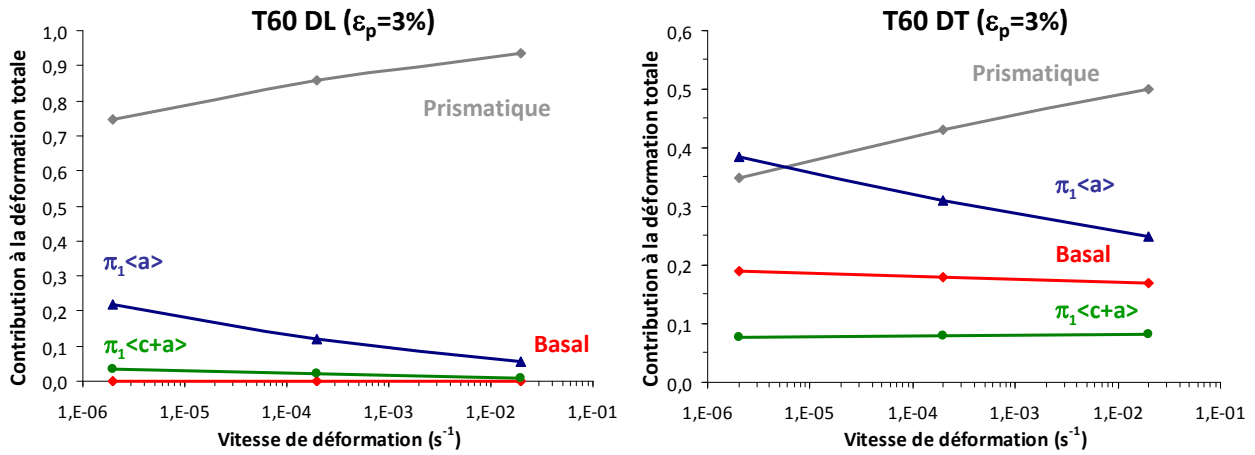 T60 DL (εp=3%)
Contribution à la déformation totale
1,0
0,9
0,8
0,7
0,6
0,5
0,4
0,3
0,2
0,1
0,0
Prismatique
π1<a>
π1<c+a>
Basal
1,E-06 1,E-05 1,E-04 1,E-03 1,E-02 1,E-01
Vitesse de déformation (s-1)
T60 DT (εp=3%)
Contribution à la déformation totale
0,6
0,5
0,4
0,3
0,2
0,1
0,0
Prismatique
π1<a>
Basal
π1<c+a>
1,E-06 1,E-05 1,E-04 1,E-03 1,E-02 1,E-01
Vitesse de déformation (s-1)